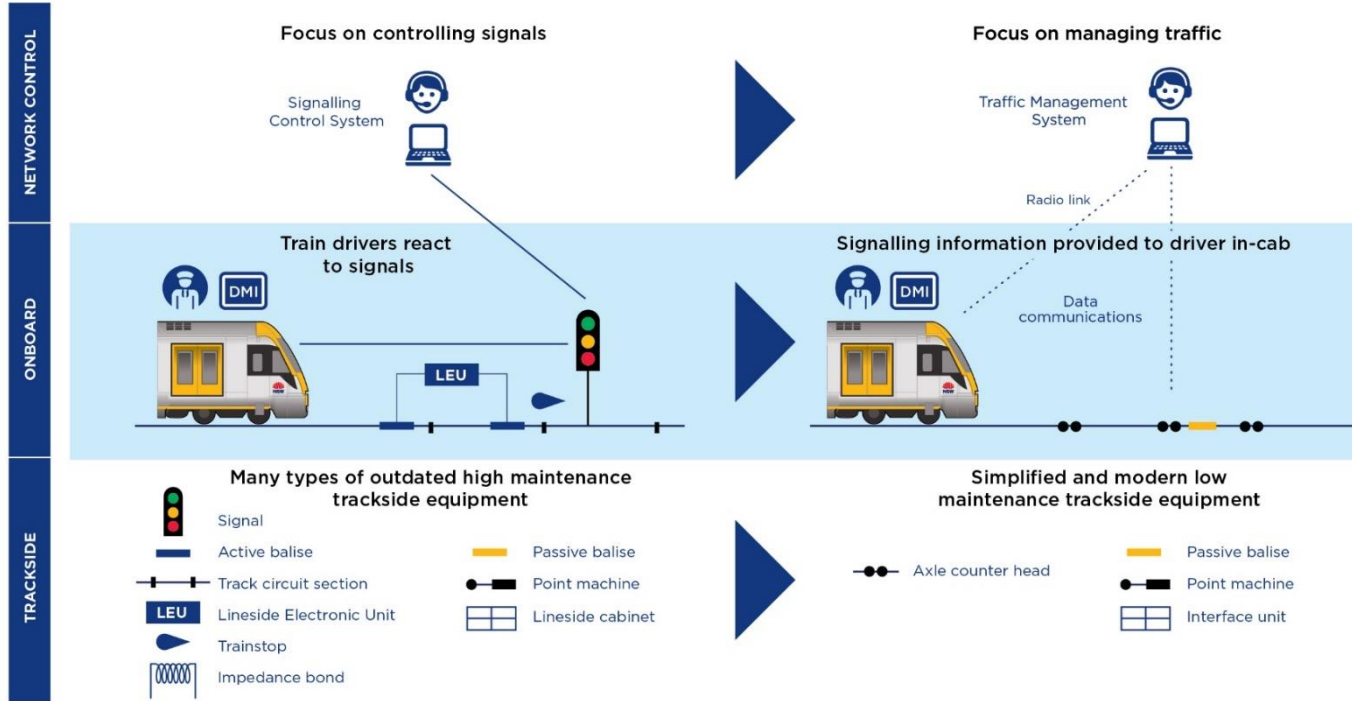 NETWORK CONTROL
Focus on controlling signals
Signalling
Control System
Focus on managing traffic
Traffic Management
System
Radio link
ONBOARD
Train drivers react
to signals
DMI
LEU
NSW
Signalling information provided to driver in-cab
DMI
Data
communications
NSW
TRACKSIDE
Many types of outdated high maintenance
trackside equipment
Signal
Active balise
Track circuit section
LEU
Lineside Electronic Unit
Trainstop
Impedance bond
Passive balise
Point machine
Lineside cabinet
Simplified and modern low
maintenance trackside equipment
Axle counter head
Passive balise
Point machine
Interface unit